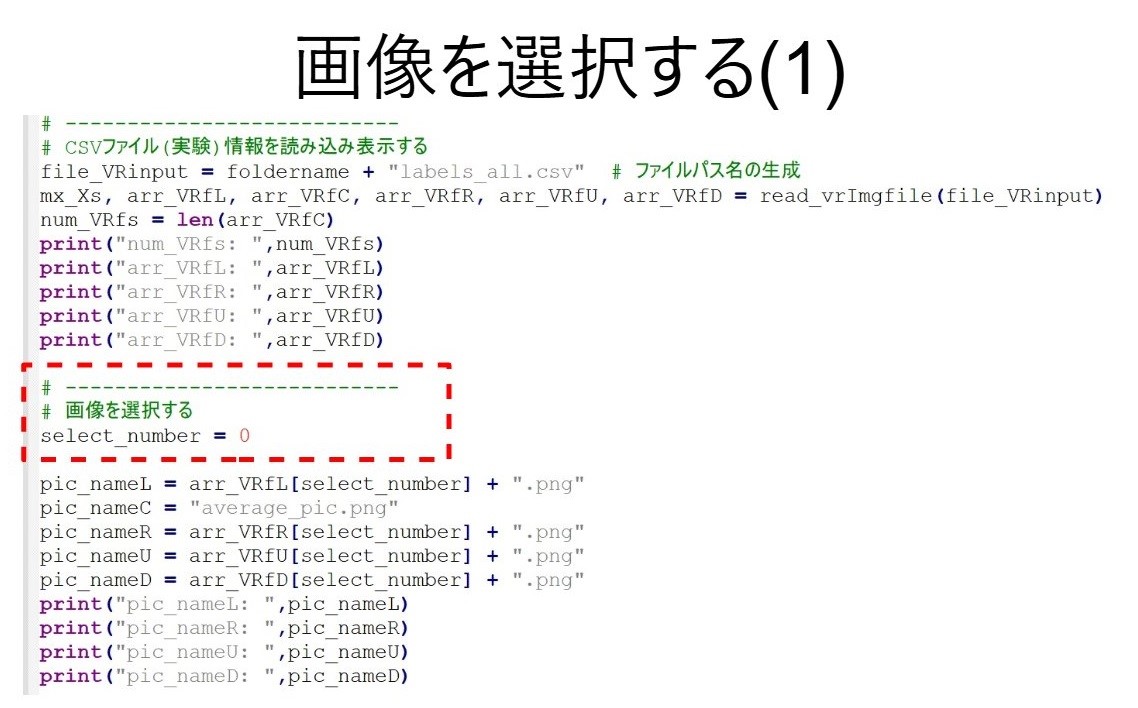 画像を選択する(1)
# ---------------------------
# CSVファイル(実験)情報を読み込み表示する
file_VRinput = foldername + "labels_all.csv"  # ファイルパス名の生成
mx_Xs, arr_VRfL, arr_VRfC, arr_VRfR, arr_VRfU, arr_VRfD = read_vrImgfile(file_VRinput)
num_VRfs = len(arr_VRfC)
print("num_VRfs: ",num_VRfs)
print("arr_VRfL: ",arr_VRfL)
print("arr_VRfR: ",arr_VRfR)
print("arr_VRfU: ",arr_VRfU)
print("arr_VRfD: ",arr_VRfD)
# ---------------------------
# 画像を選択する
select_number = 0
pic_nameL = arr_VRfL[select_number] + ".png"
pic_nameC = "average_pic.png"
pic_nameR = arr_VRfR[select_number] + ".png"
pic_nameU = arr_VRfU[select_number] + ".png"
pic_nameD = arr_VRfD[select_number] + ".png"
print("pic_nameL: ",pic_nameL)
print("pic_nameR: ",pic_nameR)
print("pic_nameU: ",pic_nameU)
print("pic_nameD: ",pic_nameD)